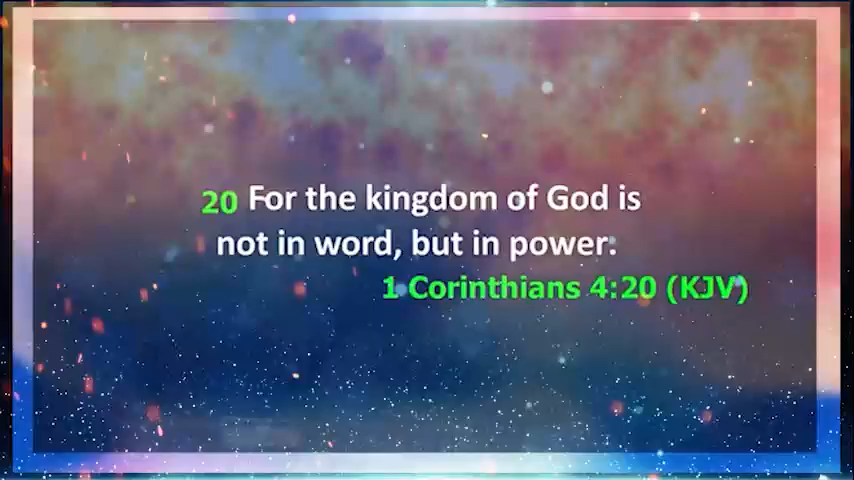 20 For the kingdom of God is
not in word, but in power.
1 Corinthians 4:20 (KJV)